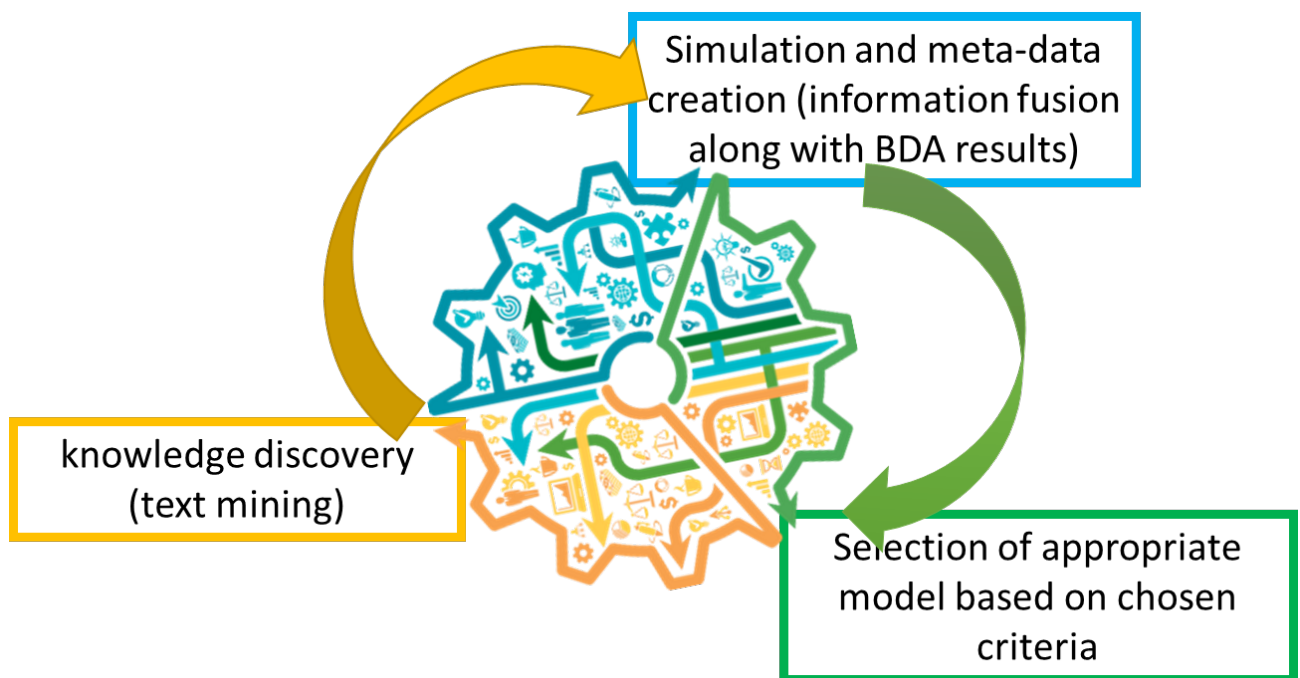 Simulation and meta-data
creation (information fusion
along with BDA results)
knowledge discovery
(text mining)
Selection of appropriate
model based on chosen
criteria